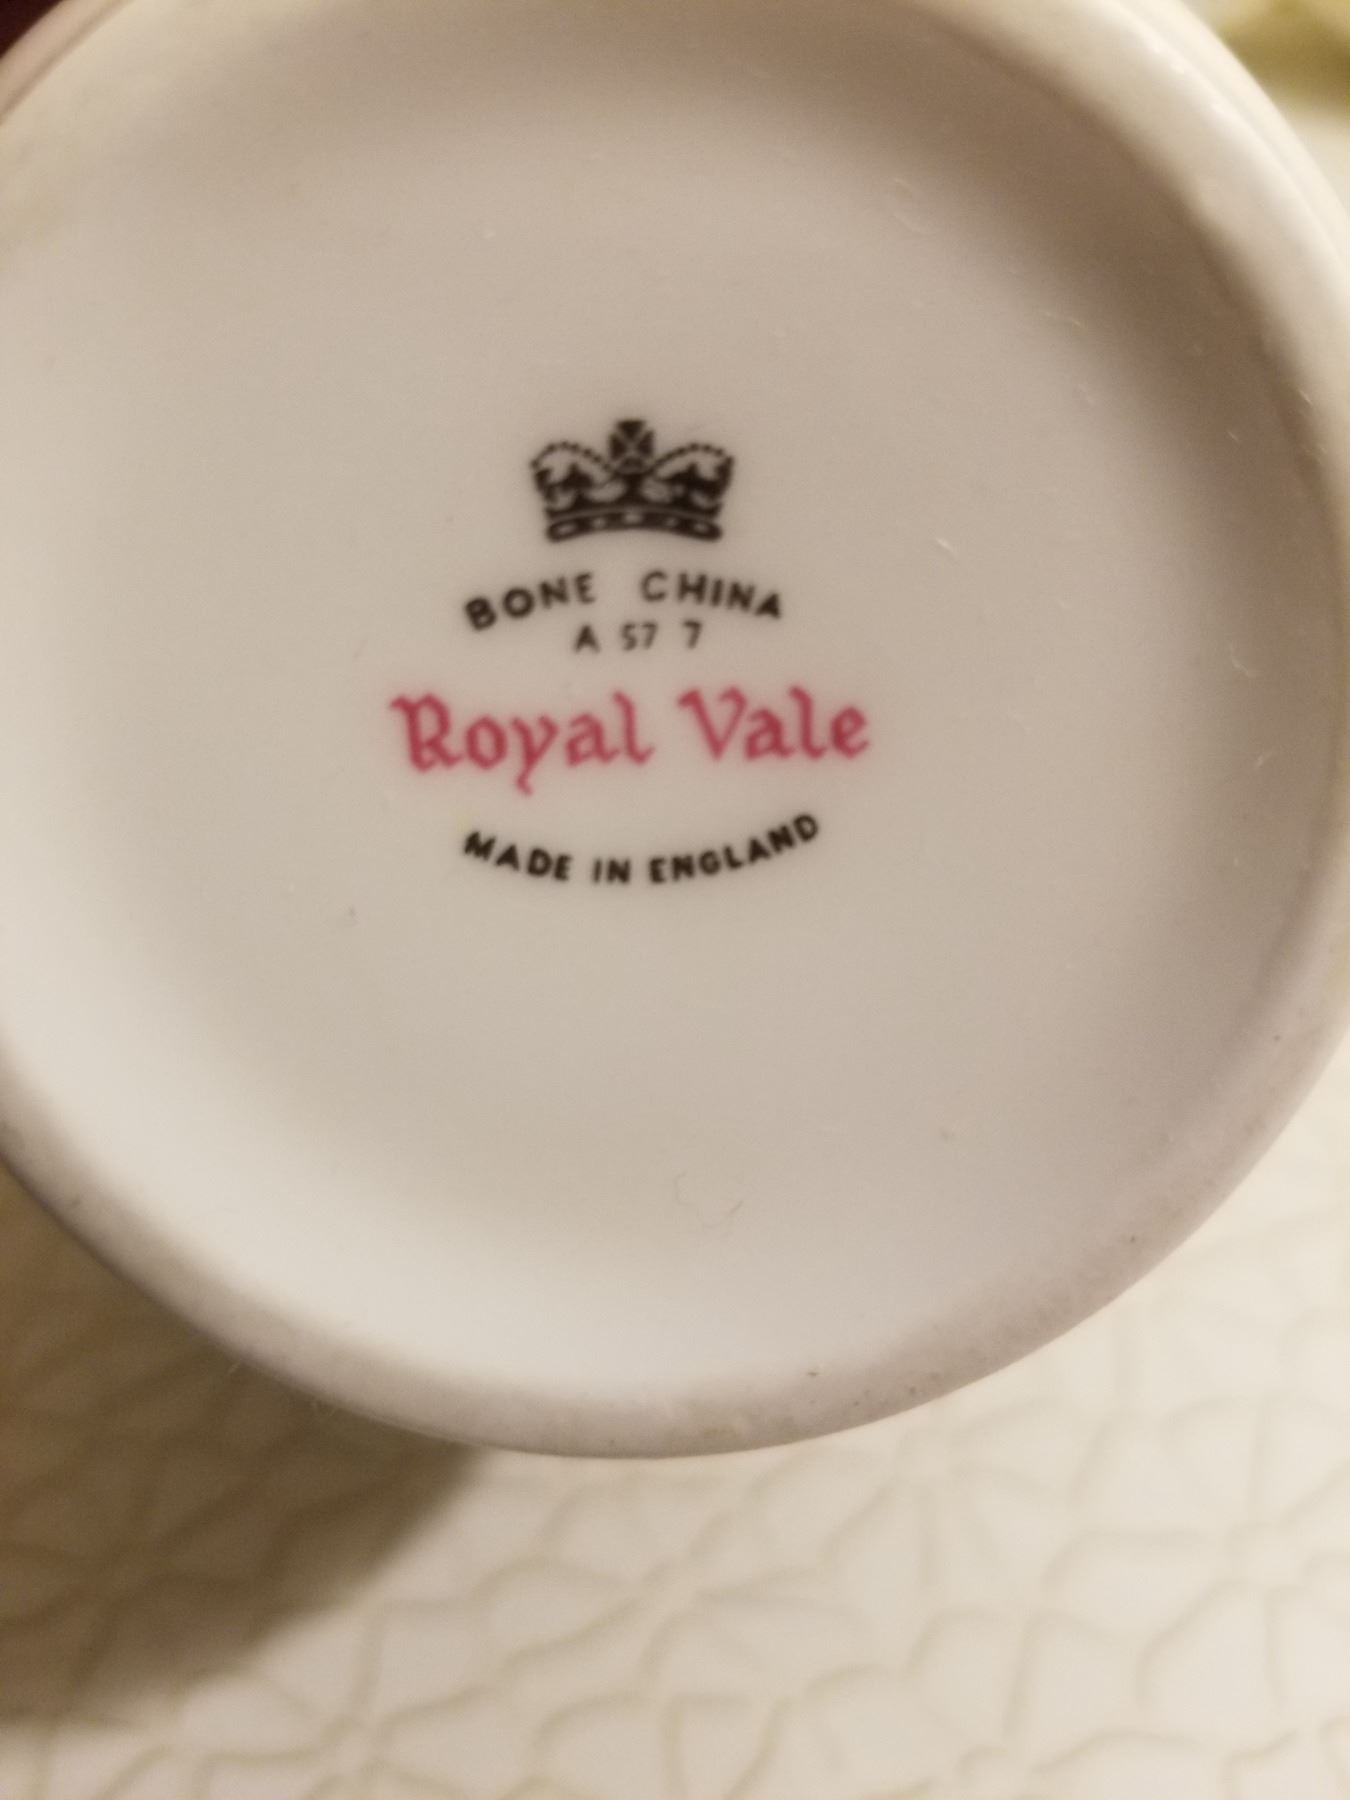 BONE CHINA
A 57 7
Royal Vale
MADE IN ENGLAND